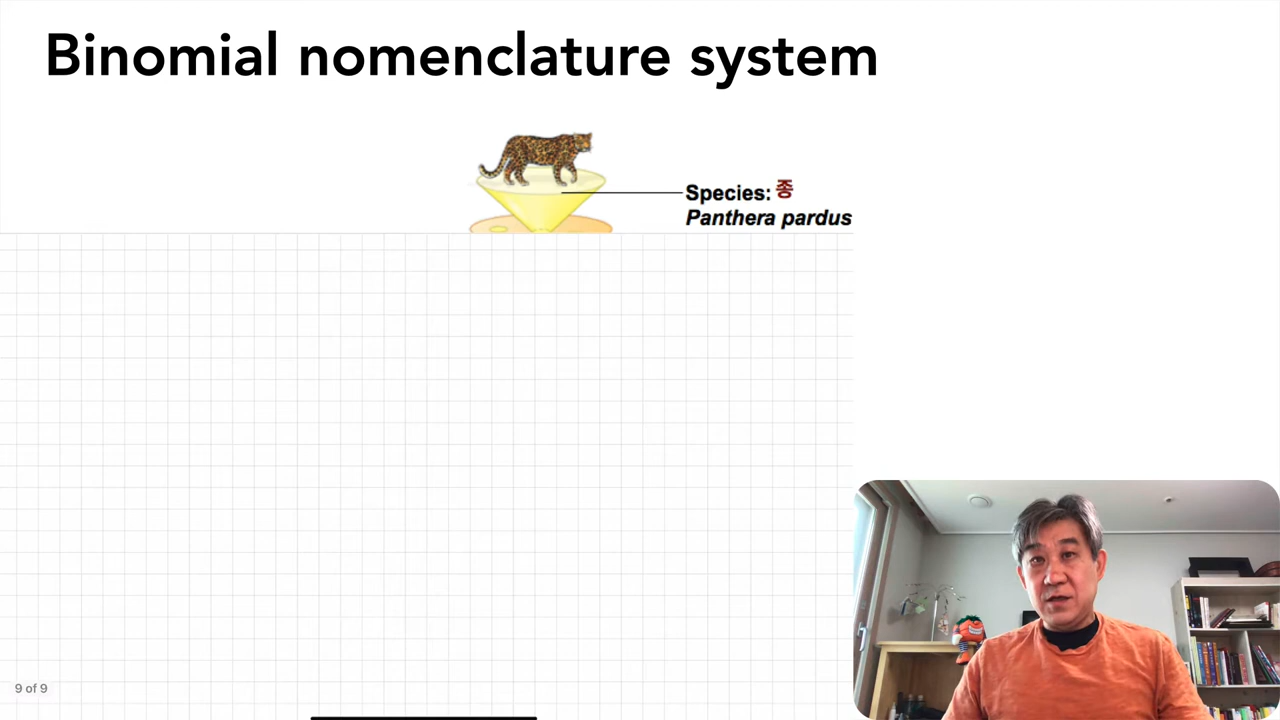 Binomial nomenclature system
Species: 종
Panthera pardus
9 of 9